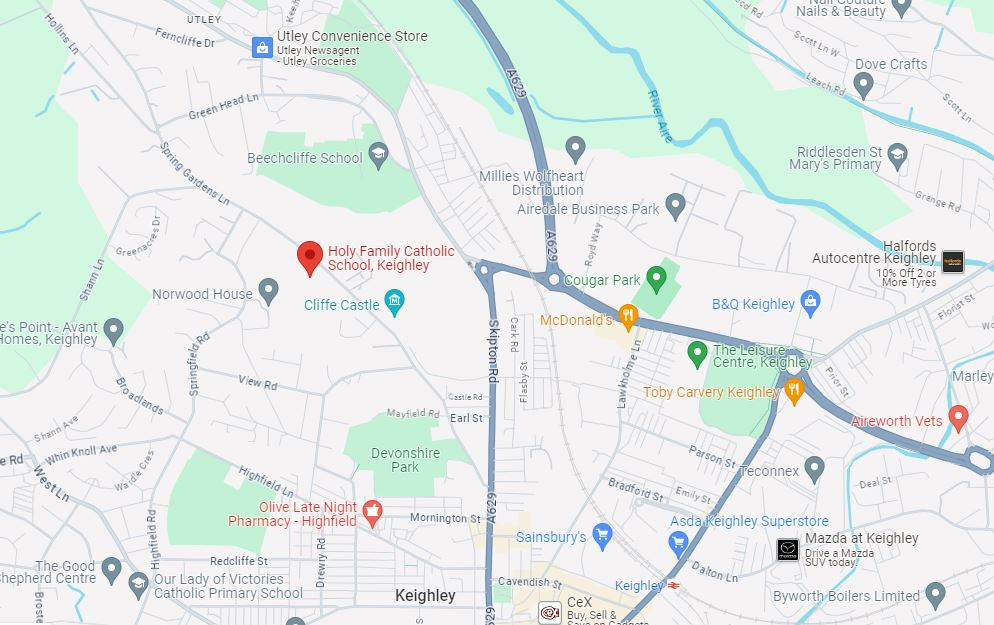 UTLEY
Hollins Ln
Ferncliffe Dr
Utley Convenience Store
Utley Newsagent
- Utley Groceries
Nail Couture
Nails & Beauty
Scott Ln W
Dove Crafts
Leach Rd
Scott Ln
A629
River Aire
Green Head Ln
Spring Gardens Ln
Beechcliffe School
Millies Wolfheart
Distribution
Airedale Business Park
Riddlesden St
Mary's Primary
Grange Rd
Greenacres Dr
Shann Ln
Holy Family Catholic
School, Keighley
Norwood House
Cliffe Castle
A629
Royd Way
Cougar Park
McDonald's
Halfords
Autocentre Keighley
10% Off 2 or
More Tyres
B&Q Keighley
Florist St
e's Point - Avant
Homes, Keighley
Springfield Rd
Broadlands
View Rd
Skipton Rd
Cark Rd
Flasby St
Lawkholme Ln
The Leisure
Centre, Keighley
Toby Carvery Keighley
Prior St
Marley
Aireworth Vets
Castle Rd
Mayfield Rd
Earl St
Shann Ave
Whin Knoll Ave
Wardle Cres
West Ln
Devonshire
Park
Highfield Ln
Parson St
Teconnex
Bradford St
Emily St
Deal St
Olive Late Night
Pharmacy - Highfield
Mornington St
A629
Sainsbury's
Asda Keighley Superstore
Mazda at Keighley
Drive a Mazda
SUV today!
Dalton Ln
Highfield Rd
Redcliffe St
Drewry Rd
The Good
Shepherd Centre
Our Lady of Victories
Catholic Primary School
Keighley
Cavendish St
Keighley
CeX
Buy, Sell &
Byworth Boilers Limited